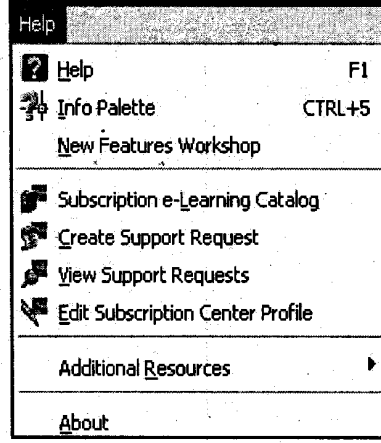 Help
Help F1
Info Palette CTRL+5
New Features Workshop
Subscription e-Learning Catalog
Create Support Request
View Support Requests
Edit Subscription Center Profile
Additional Resources
About